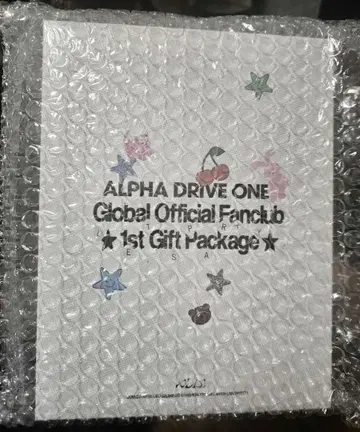 ALPHA DRIVE ONE
Global Official Fanclub
★ 1st Gift Package ★